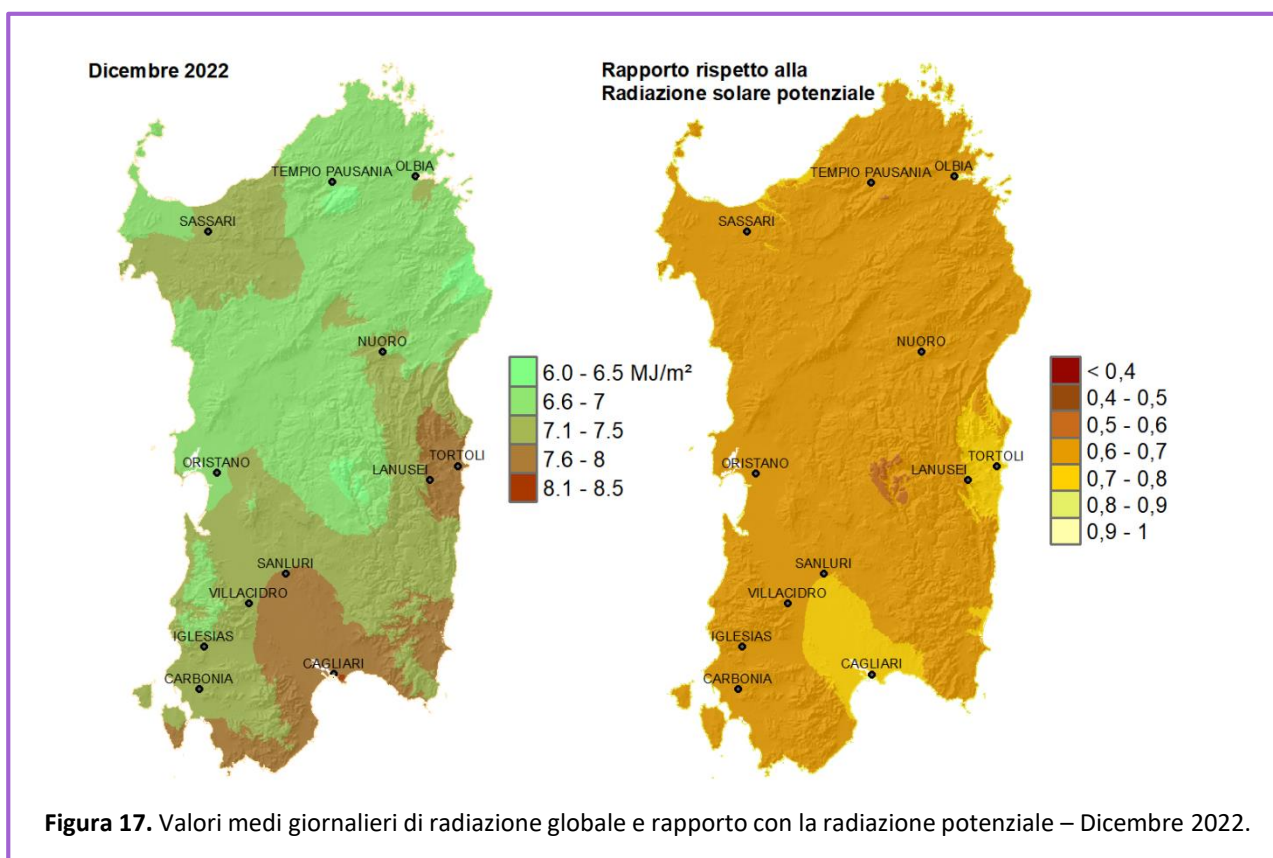 Dicembre 2022
TEMPIO PAUSANIA
OLBIA
SASSARI
NUORO
ORISTANO
LANUSEI
TORTOLI
SANLURI
VILLACIDRO
IGLESIAS
CAGLIARI
CARBONIA
6.0 - 6.5 MJ/m²
6.6 - 7
7.1 - 7.5
7.6 - 8
8.1 - 8.5
Rapporto rispetto alla
Radiazione solare potenziale
TEMPIO PAUSANIA
OLBIA
SASSARI
NUORO
ORISTANO
LANUSEI
TORTOLI
SANLURI
VILLACIDRO
IGLESIAS
CAGLIARI
CARBONIA
< 0,4
0,4 - 0,5
0,5 - 0,6
0,6 - 0,7
0,7 - 0,8
0,8 - 0,9
0,9 - 1
Figura 17. Valori medi giornalieri di radiazione globale e rapporto con la radiazione potenziale – Dicembre 2022.